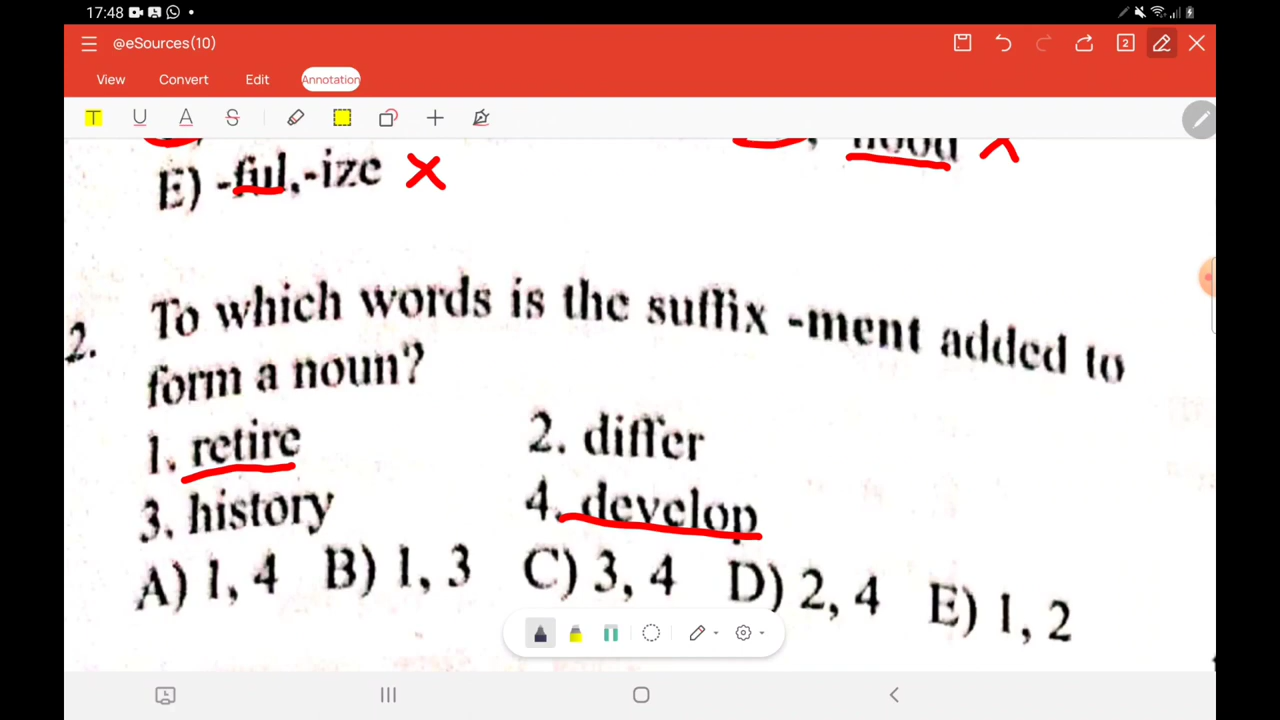 17:48
@eSources(10)
2
View Convert Edit Annotation
T U A S
hood
E) -ful,-ize
2. To which words is the suffix -ment added to
form a noun?
1. retire 2. differ
3. history 4. develop
A) 1, 4 B) 1, 3 C) 3, 4 D) 2, 4 E) 1, 2